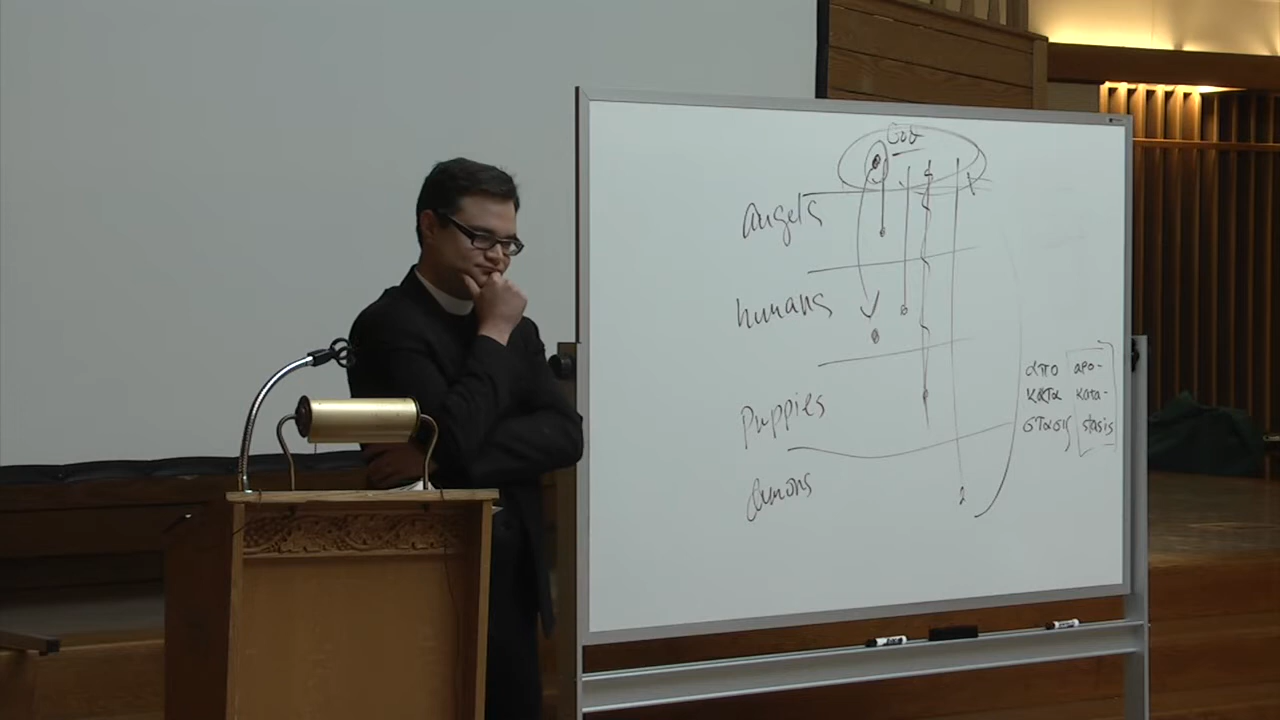 God
angels
humans
Puppies
demons
απο apo-
κατα kata-
στασις stasis